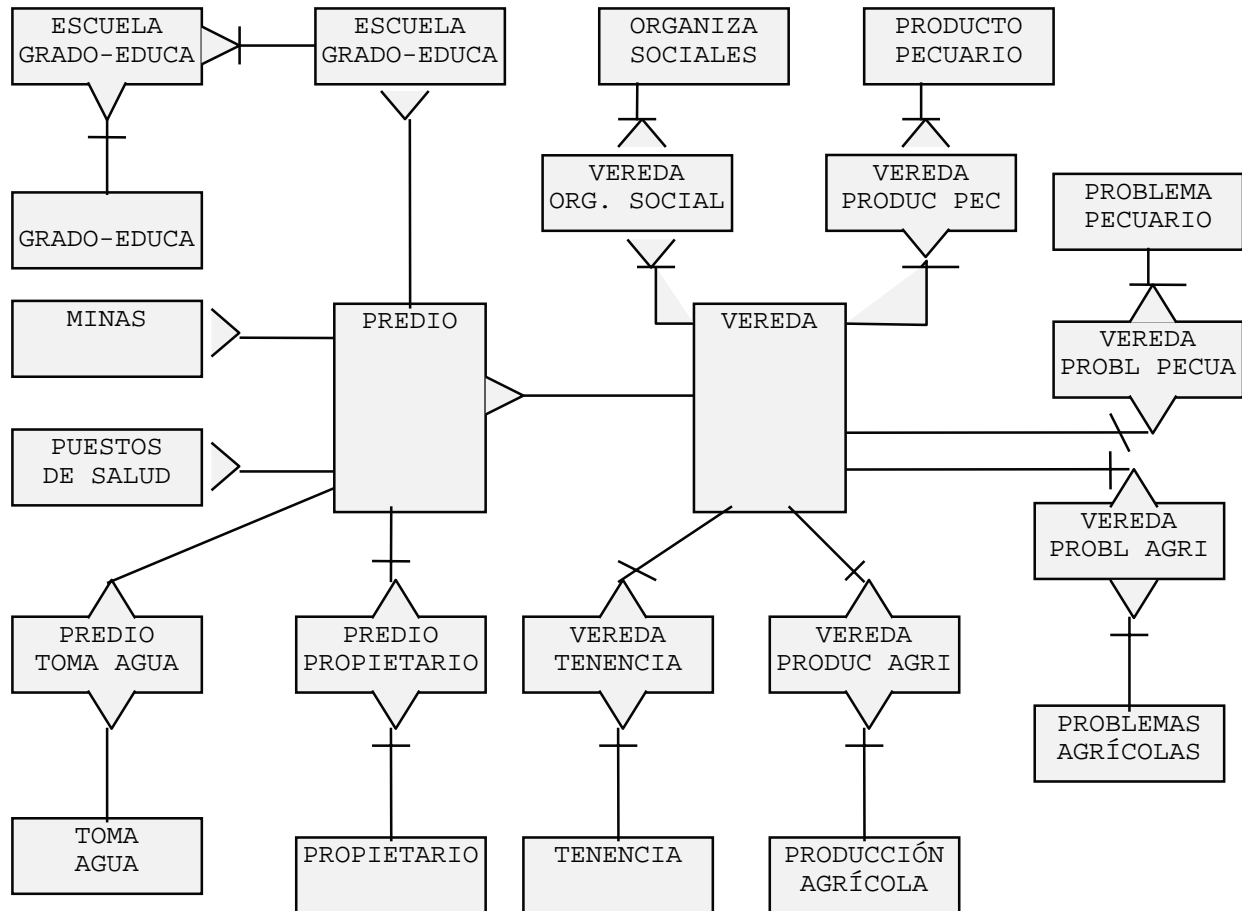 ESCUELA
GRADO-EDUCA
ESCUELA
GRADO-EDUCA
ORGANIZA
SOCIALES
PRODUCTO
PECUARIO
VEREDA
ORG. SOCIAL
VEREDA
PRODUC PEC
PROBLEMA
PECUARIO
GRADO-EDUCA
MINAS
PREDIO
VEREDA
VEREDA
PROBL PECUA
PUESTOS
DE SALUD
VEREDA
PROBL AGRI
PREDIO
TOMA AGUA
PREDIO
PROPIETARIO
VEREDA
TENENCIA
VEREDA
PRODUC AGRI
PROBLEMAS
AGRÍCOLAS
TOMA
AGUA
PROPIETARIO
TENENCIA
PRODUCCIÓN
AGRÍCOLA